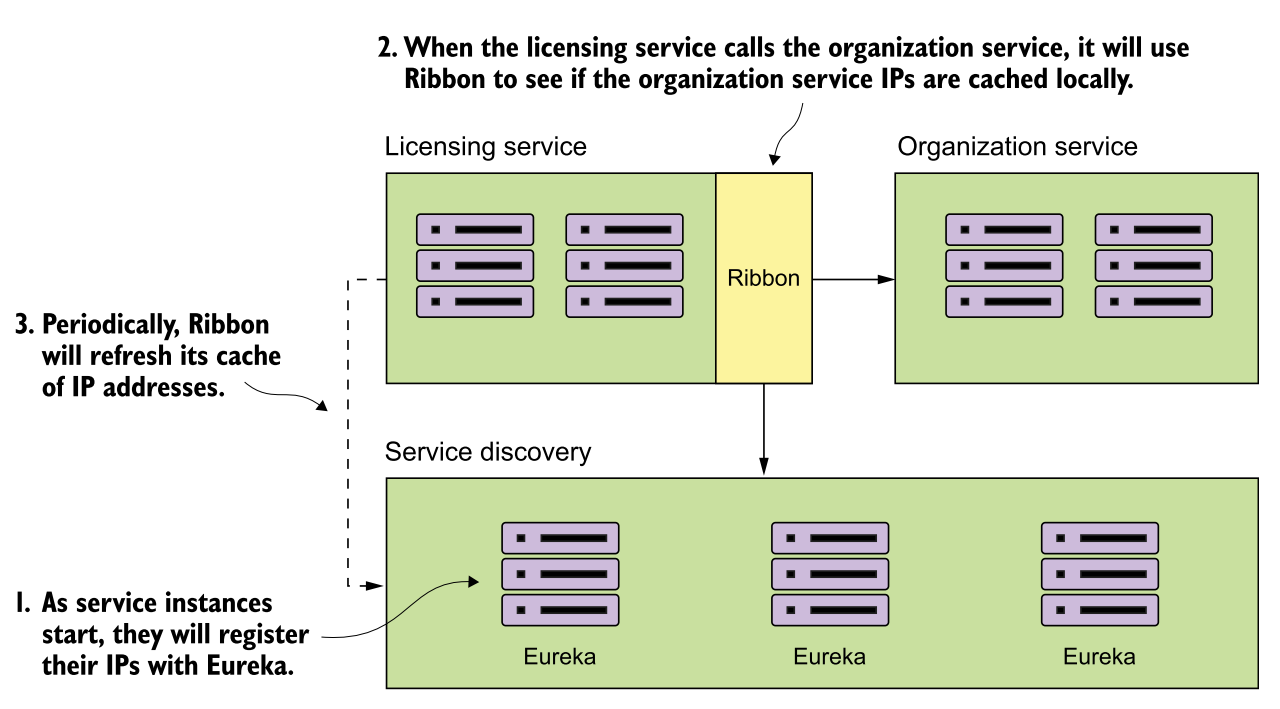 2. When the licensing service calls the organization service, it will use
Ribbon to see if the organization service IPs are cached locally.
Licensing service
Organization service
Ribbon
3. Periodically, Ribbon
will refresh its cache
of IP addresses.
Service discovery
1. As service instances
start, they will register
their IPs with Eureka.
Eureka
Eureka
Eureka